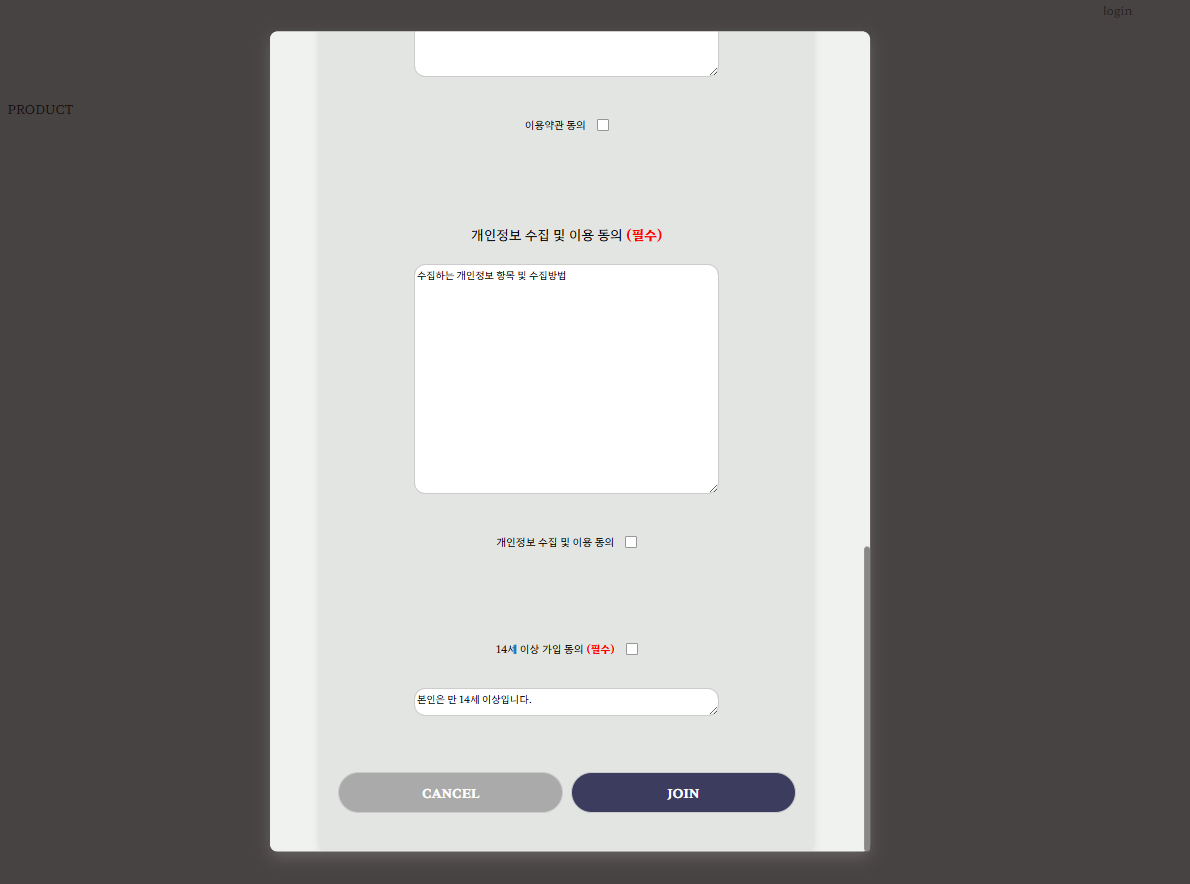 login
PRODUCT
이용약관 동의
개인정보 수집 및 이용 동의 (필수)
수집하는 개인정보 항목 및 수집방법
개인정보 수집 및 이용 동의
14세 이상 가입 동의 (필수)
본인은 만 14세 이상입니다.
CANCEL
JOIN